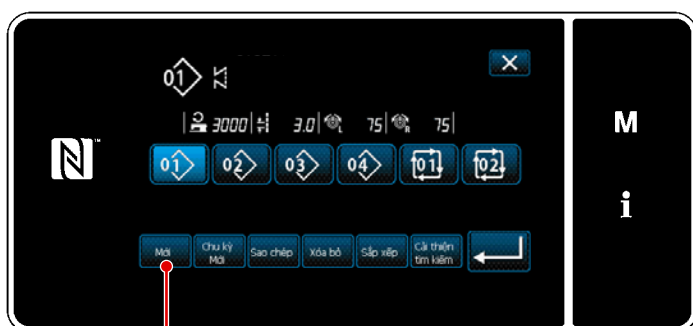 01
3000 3.0 L 75 R 75
M
N
01 02 03 04 01 02
i
Mới Chu kỳ Mới Sao chép Xóa bỏ Sắp xếp Cải thiện tìm kiếm